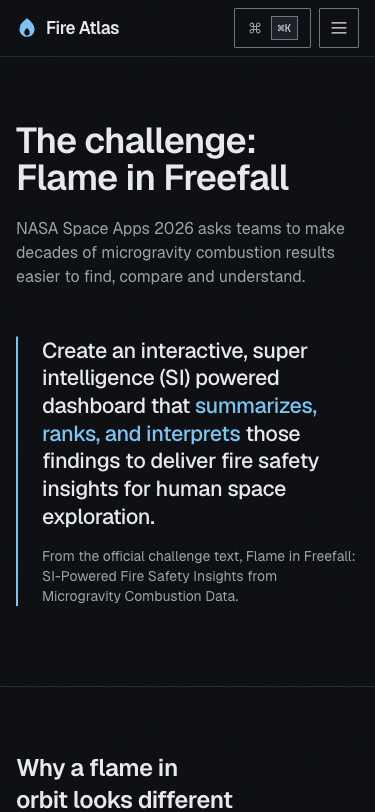 Fire Atlas
⌘ ⌘K
The challenge:
Flame in Freefall
NASA Space Apps 2026 asks teams to make
decades of microgravity combustion results
easier to find, compare and understand.
Create an interactive, super
intelligence (SI) powered
dashboard that summarizes,
ranks, and interprets those
findings to deliver fire safety
insights for human space
exploration.
From the official challenge text, Flame in Freefall:
SI-Powered Fire Safety Insights from
Microgravity Combustion Data.
Why a flame in
orbit looks different